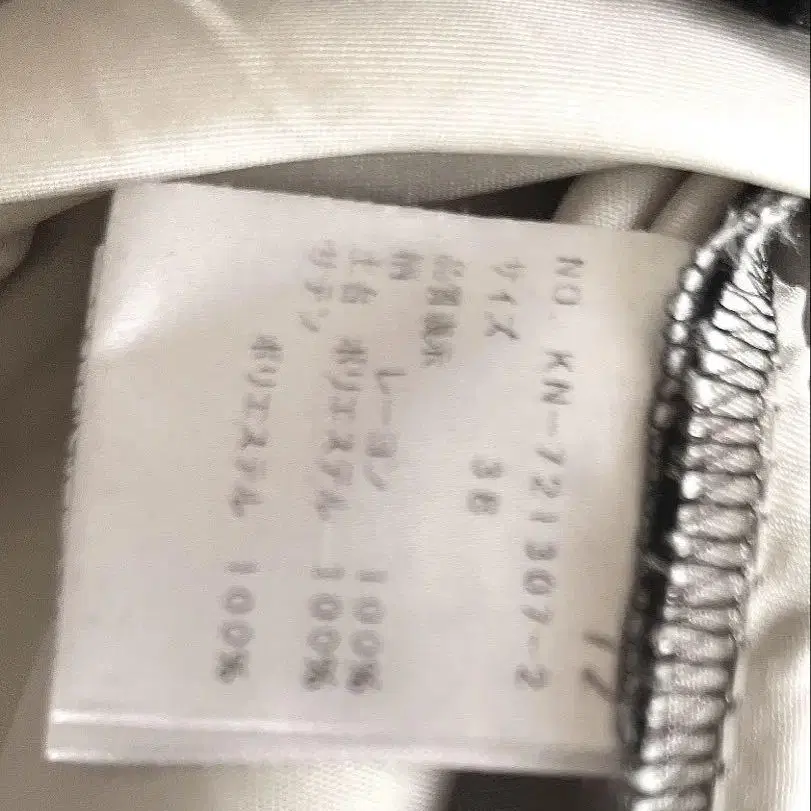 NO. KN-721307-2
サイズ 38
品質表示
レーヨン 100%
土台 ポリエステル 100%
サテン
ポリエステル 100%